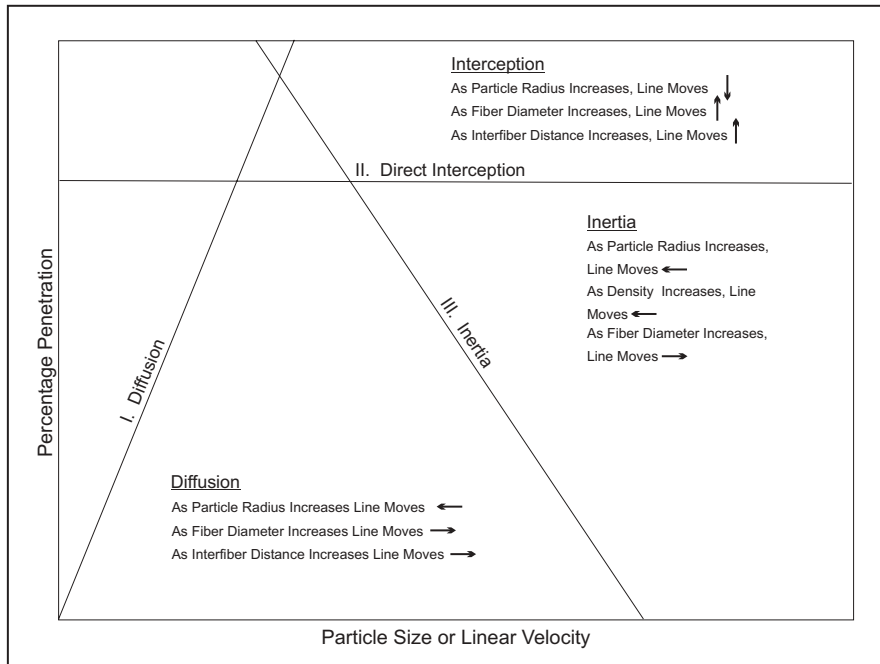 Interception
As Particle Radius Increases, Line Moves
As Fiber Diameter Increases, Line Moves
As Interfiber Distance Increases, Line Moves
II. Direct Interception
Inertia
As Particle Radius Increases,
Line Moves
As Density Increases, Line
Moves
As Fiber Diameter Increases,
Line Moves
III. Inertia
I. Diffusion
Percentage Penetration
Diffusion
As Particle Radius Increases Line Moves
As Fiber Diameter Increases Line Moves
As Interfiber Distance Increases Line Moves
Particle Size or Linear Velocity